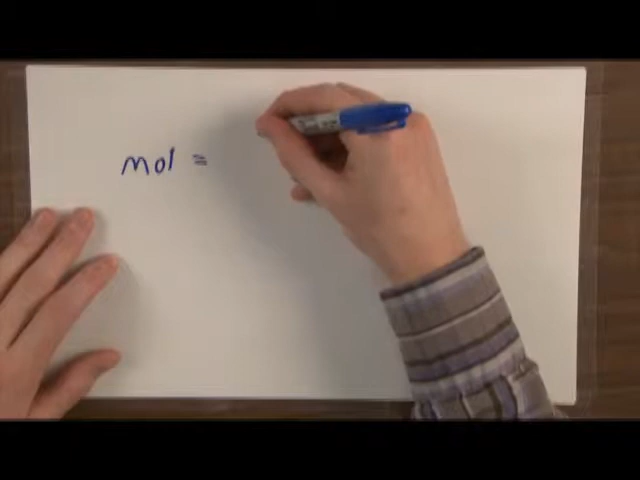 mol =